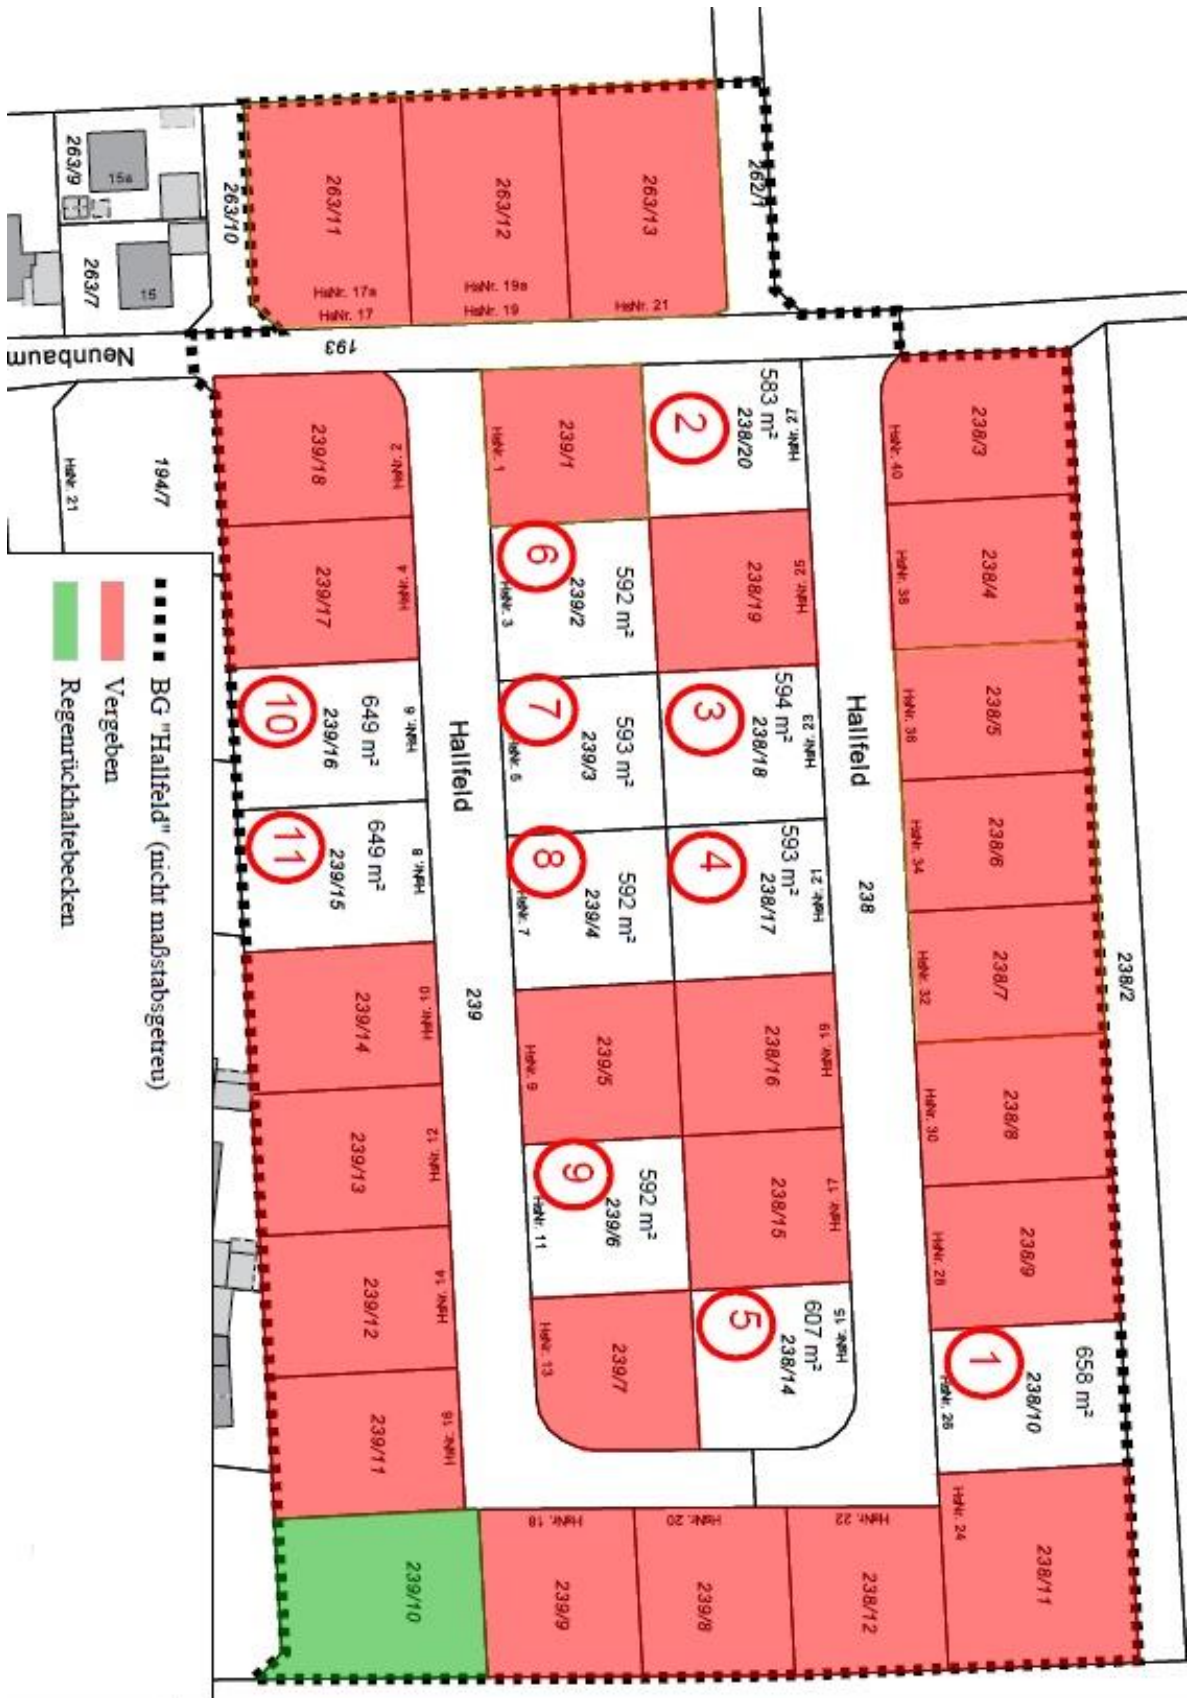 262/1
263/13
HsNr. 21
263/12
HsNr. 19a
HsNr. 19
263/11
HsNr. 17a
HsNr. 17
263/10
263/9
15a
263/7
15
193
Neunbaum
238/2
238/3
HsNr. 40
238/4
HsNr. 38
238/5
HsNr. 36
238/6
HsNr. 34
238/7
HsNr. 32
238/8
HsNr. 30
238/9
HsNr. 28
658 m²
238/10
HsNr. 26
1
238/11
HsNr. 24
Hallfeld
238
HsNr. 27
583 m²
238/20
2
HsNr. 25
238/19
HsNr. 23
594 m²
238/18
3
HsNr. 21
593 m²
238/17
4
HsNr. 19
238/16
HsNr. 17
238/15
HsNr. 15
607 m²
238/14
5
239/1
HsNr. 1
592 m²
239/2
6
HsNr. 3
593 m²
239/3
7
HsNr. 5
592 m²
239/4
8
HsNr. 7
239/5
HsNr. 9
592 m²
239/6
9
HsNr. 11
239/7
HsNr. 13
Hallfeld
239
HsNr. 2
239/18
HsNr. 4
239/17
HsNr. 6
649 m²
239/16
10
HsNr. 8
649 m²
239/15
11
HsNr. 10
239/14
HsNr. 12
239/13
HsNr. 14
239/12
HsNr. 16
239/11
HsNr. 22
238/12
HsNr. 20
239/8
HsNr. 18
239/9
239/10
194/7
HsNr. 21
BG "Hallfeld" (nicht maßstabsgetreu)
Vergeben
Regenrückhaltebecken